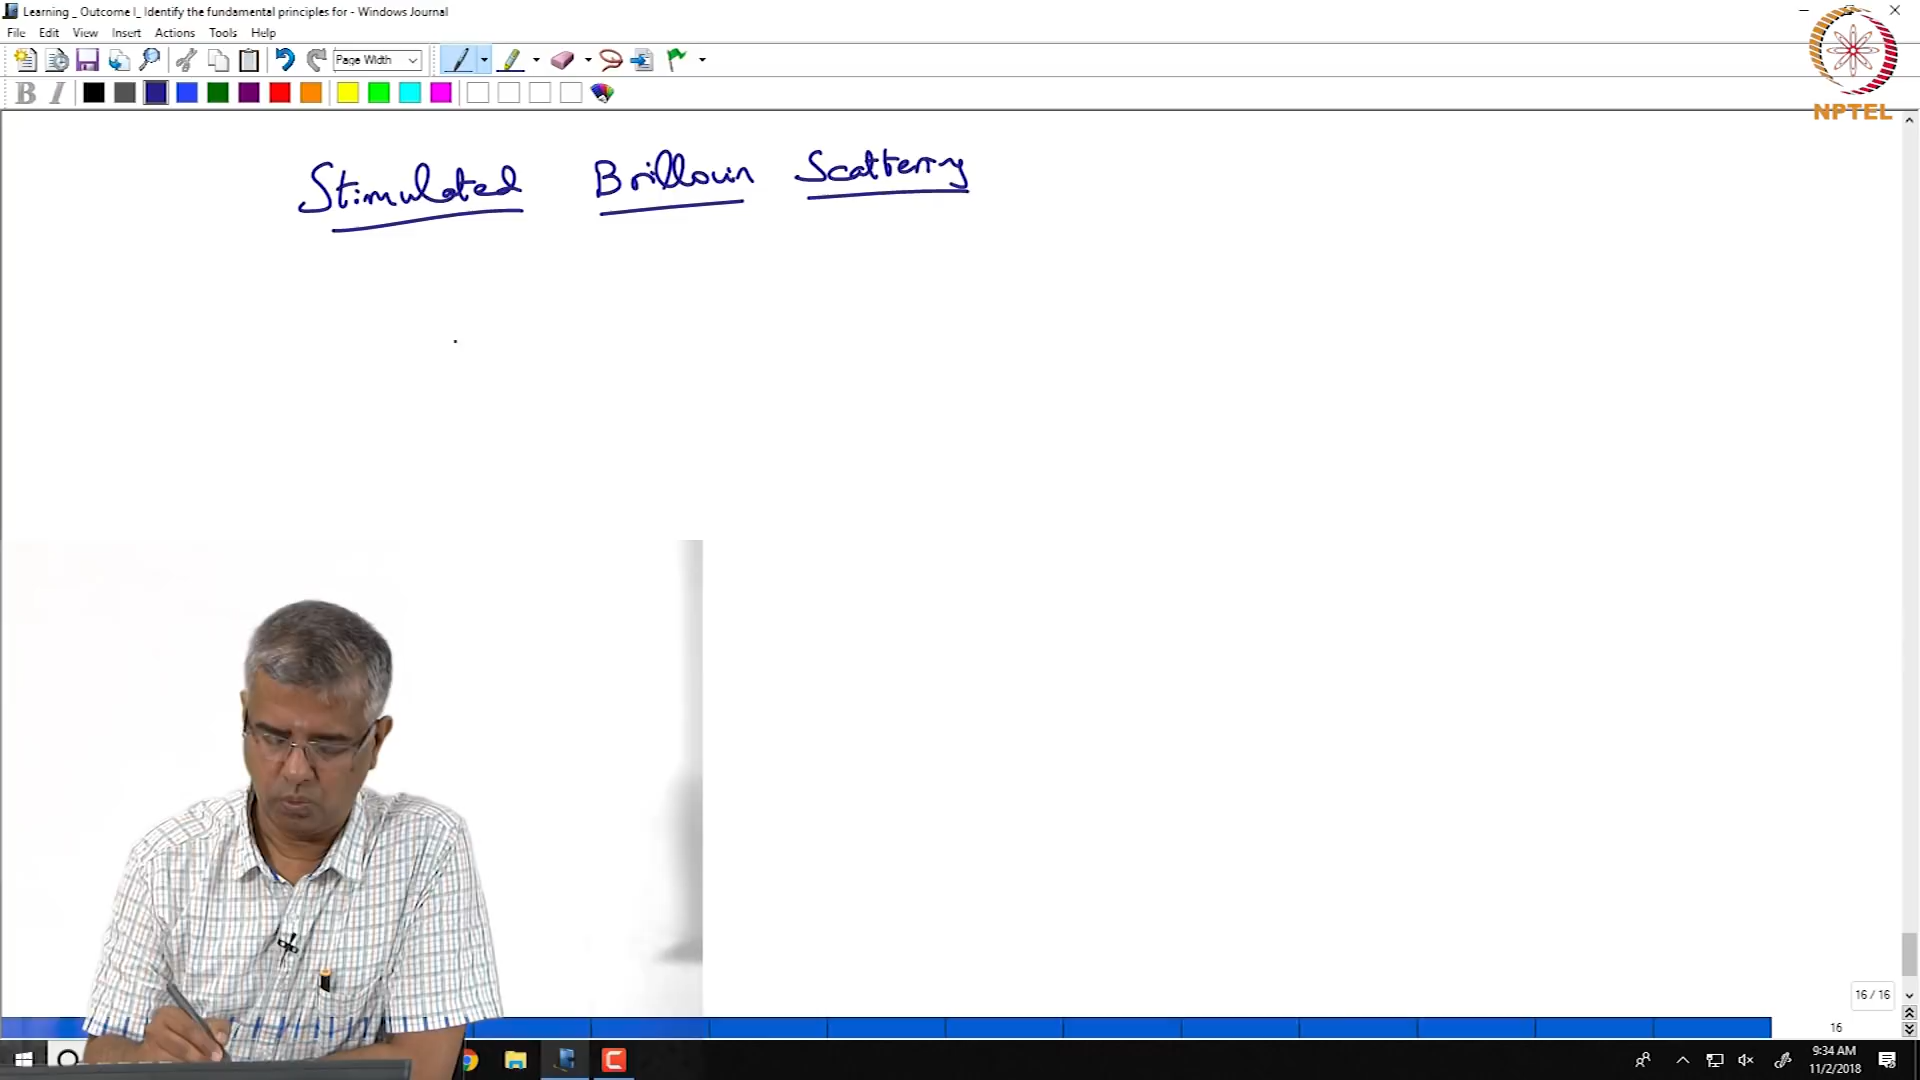 Learning _ Outcome I_ Identify the fundamental principles for - Windows Journal
File Edit View Insert Actions Tools Help
Page Width
B I
NPTEL
Stimulated Brillouin Scattering
16 / 16
16
9:34 AM
11/2/2018